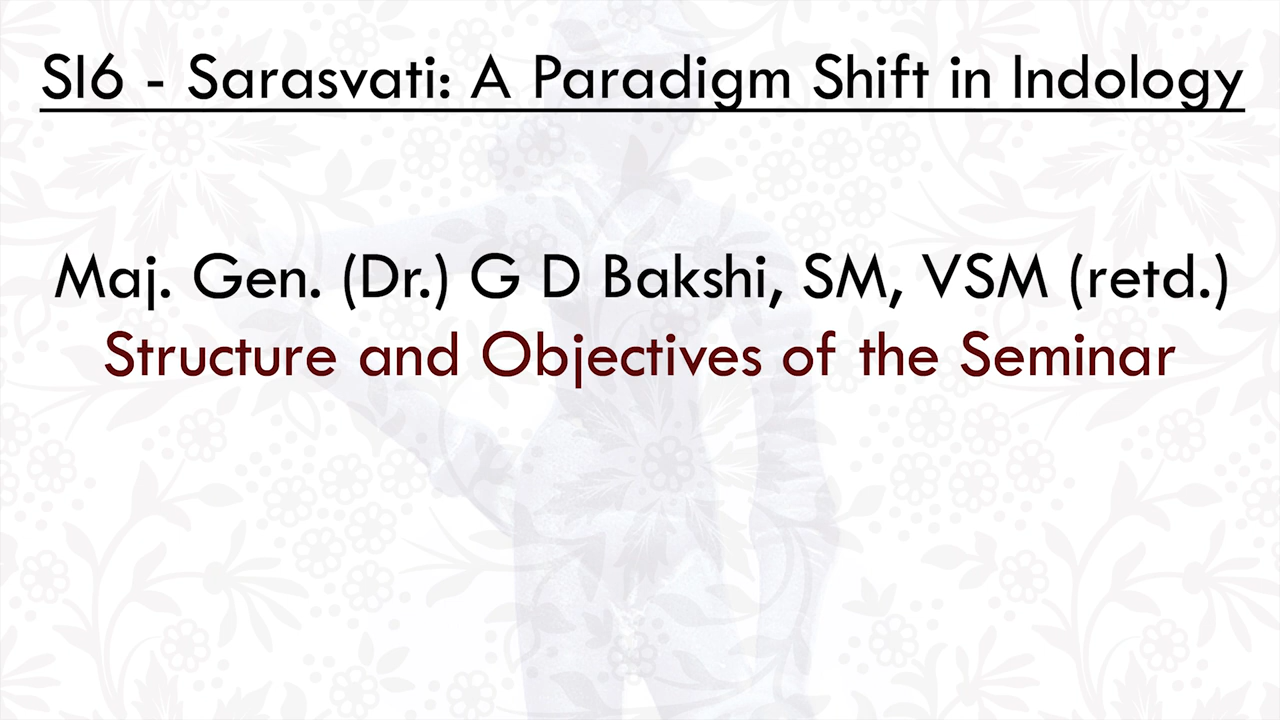 SI6 - Sarasvati: A Paradigm Shift in Indology
Maj. Gen. (Dr.) G D Bakshi, SM, VSM (retd.)
Structure and Objectives of the Seminar